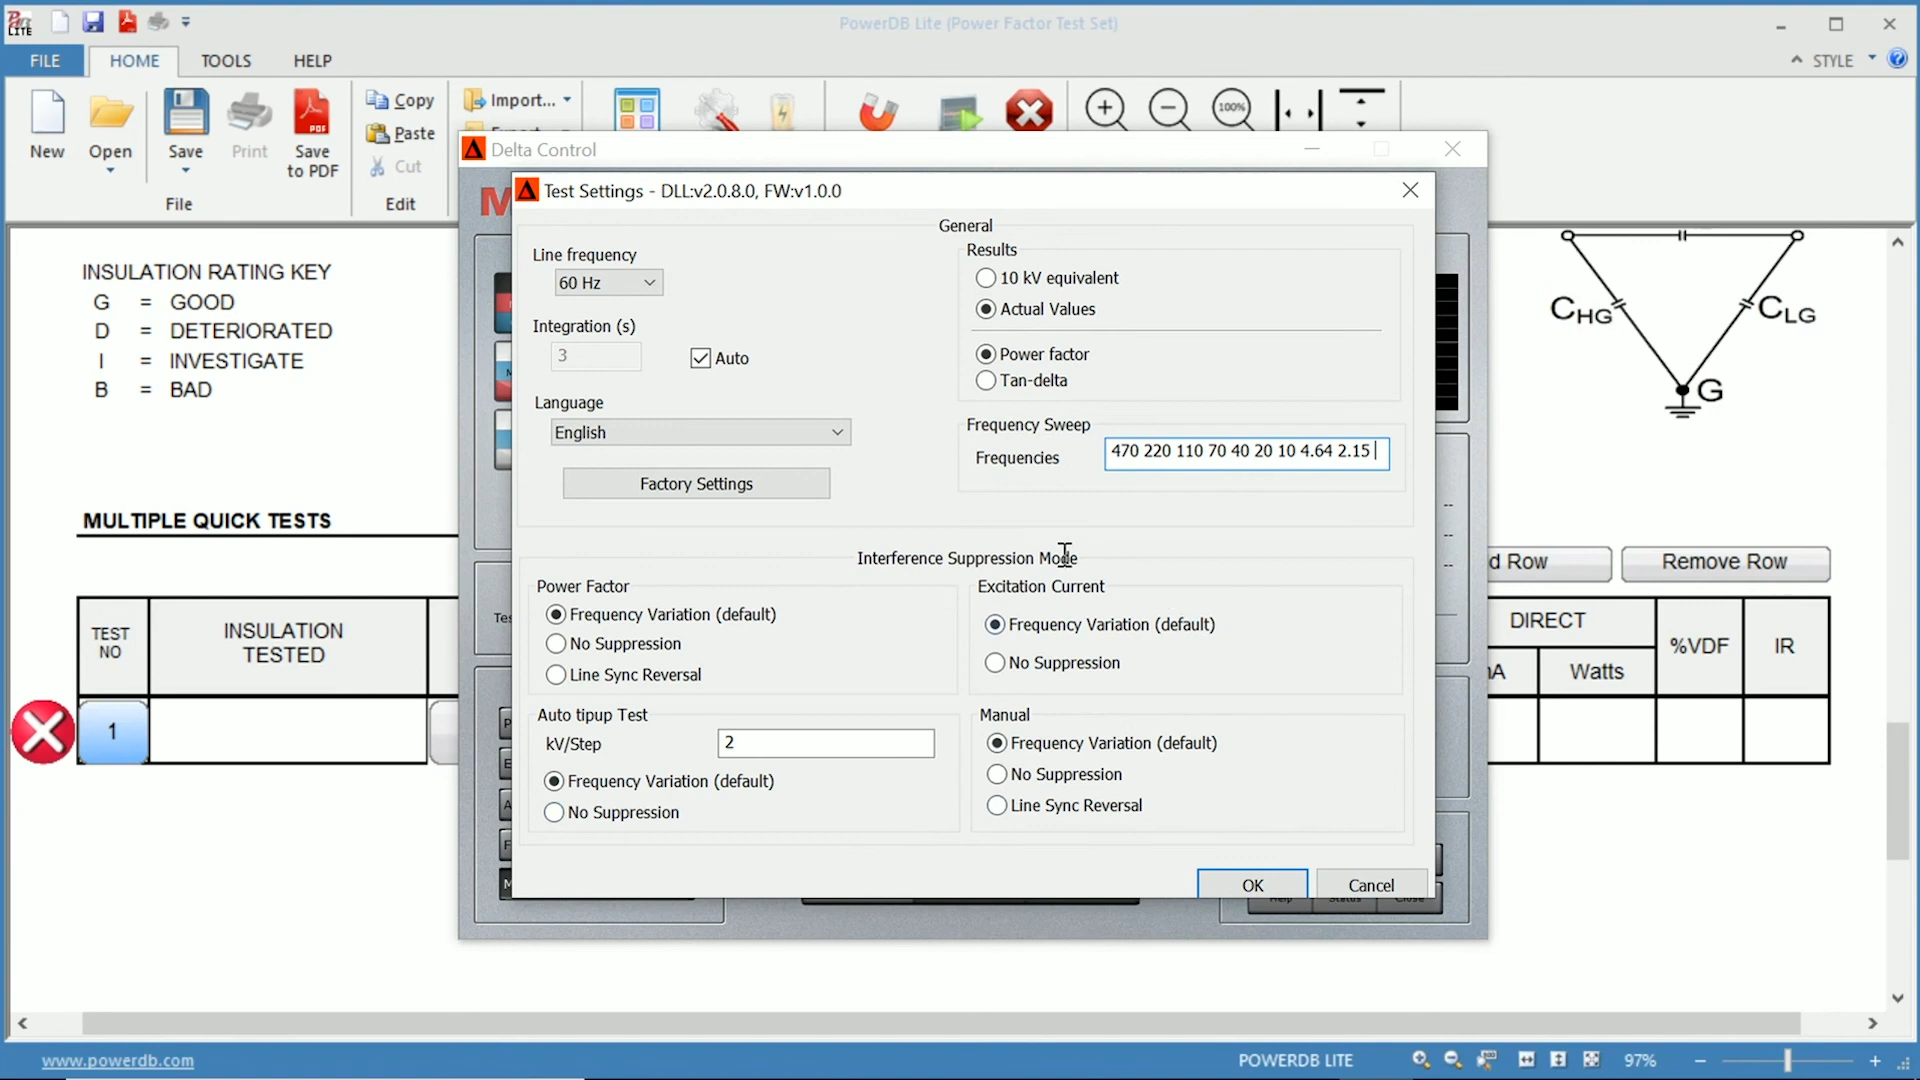 PowerDB Lite (Power Factor Test Set)
LITE
FILE
HOME
TOOLS
HELP
STYLE
New
Open
Save
Print
Save to PDF
Copy
Paste
Cut
Import...
100%
File
Edit
Delta Control
Test Settings - DLL:v2.0.8.0, FW:v1.0.0
General
Line frequency
60 Hz
Integration (s)
3
Auto
Language
English
Factory Settings
Results
10 kV equivalent
Actual Values
Power factor
Tan-delta
Frequency Sweep
Frequencies
470 220 110 70 40 20 10 4.64 2.15
Interference Suppression Mode
Power Factor
Frequency Variation (default)
No Suppression
Line Sync Reversal
Excitation Current
Frequency Variation (default)
No Suppression
Auto tipup Test
kV/Step
2
Frequency Variation (default)
No Suppression
Manual
Frequency Variation (default)
No Suppression
Line Sync Reversal
OK
Cancel
Help
Status
Close
INSULATION RATING KEY
G = GOOD
D = DETERIORATED
I = INVESTIGATE
B = BAD
CHG
CLG
G
MULTIPLE QUICK TESTS
Remove Row
TEST NO
INSULATION TESTED
DIRECT
Watts
%VDF
IR
1
www.powerdb.com
POWERDB LITE
97%